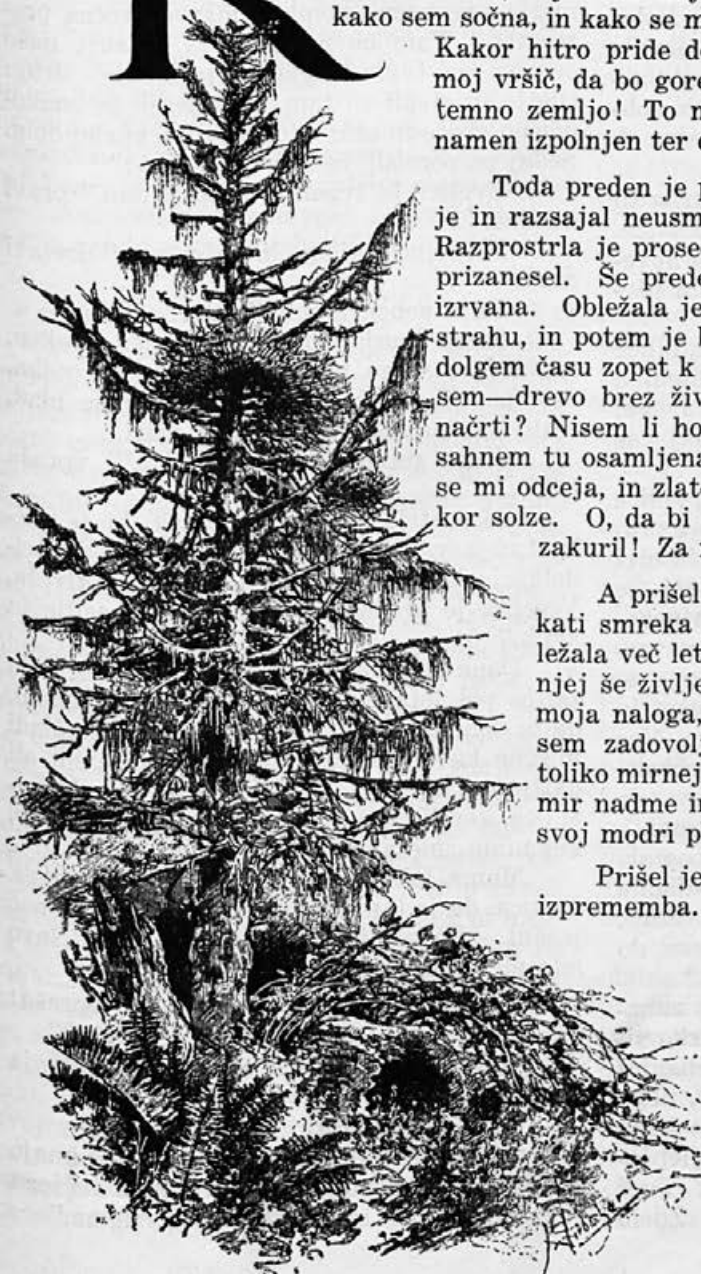 kako sem sočna, in kako se m
Kakor hitro pride d
moj vršič, da bo gore
temno zemljo! To n
namen izpolnjen ter
Toda preden je p
je in razsajal neusm
Razprostrla je prose
prizanesel. Še prede
izrvana. Obležala je
strahu, in potem je b
dolgem času zopet k
sem—drevo brez živ
načrti? Nisem li ho
sahnem tu osamljena
se mi odceja, in zlat
kor solze. O, da bi
zakuril! Za
A prišel
kati smreka
ležala več let
njej še življe
moja naloga,
sem zadovolj
toliko mirnej
mir nadme in
svoj modri p
Prišel je
izprememba.